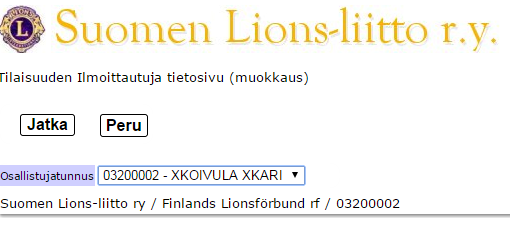 Suomen Lions-liitto r.y.
Tilaisuuden Ilmoittautuja tietosivu (muokkaus)
Jatka Peru
Osallistujatunnus 03200002 - XKOIVULA XKARI
Suomen Lions-liitto ry / Finlands Lionsförbund rf / 03200002